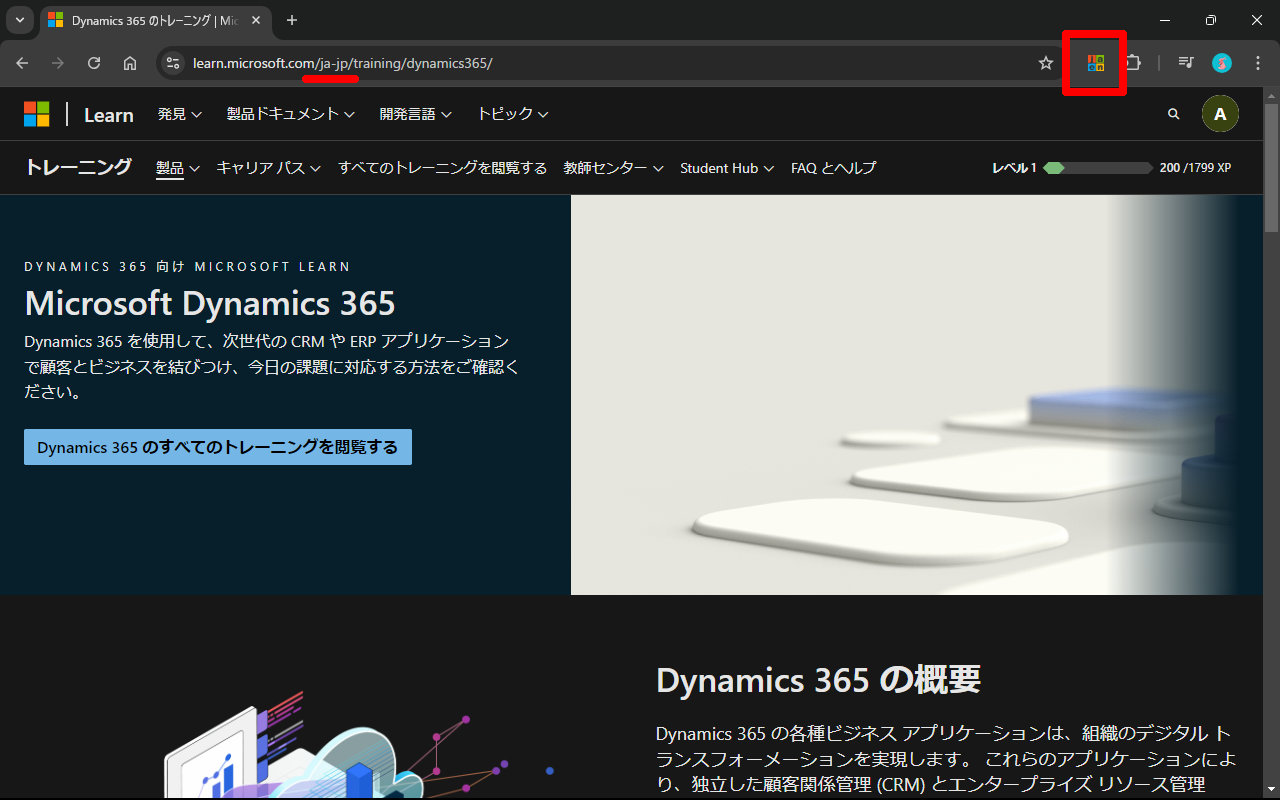 Dynamics 365 のトレーニング | Mic
learn.microsoft.com/ja-jp/training/dynamics365/
Learn 発見 製品ドキュメント 開発言語 トピック A
トレーニング 製品 キャリア パス すべてのトレーニングを閲覧する 教師センター Student Hub FAQ とヘルプ レベル 1 200 /1799 XP
DYNAMICS 365 向け MICROSOFT LEARN
Microsoft Dynamics 365
Dynamics 365 を使用して、次世代の CRM や ERP アプリケーション
で顧客とビジネスを結びつけ、今日の課題に対応する方法をご確認く
ださい。
Dynamics 365 のすべてのトレーニングを閲覧する
Dynamics 365 の概要
Dynamics 365 の各種ビジネス アプリケーションは、組織のデジタル ト
ランスフォーメーションを実現します。 これらのアプリケーションによ
り、独立した顧客関係管理 (CRM) とエンタープライズ リソース管理